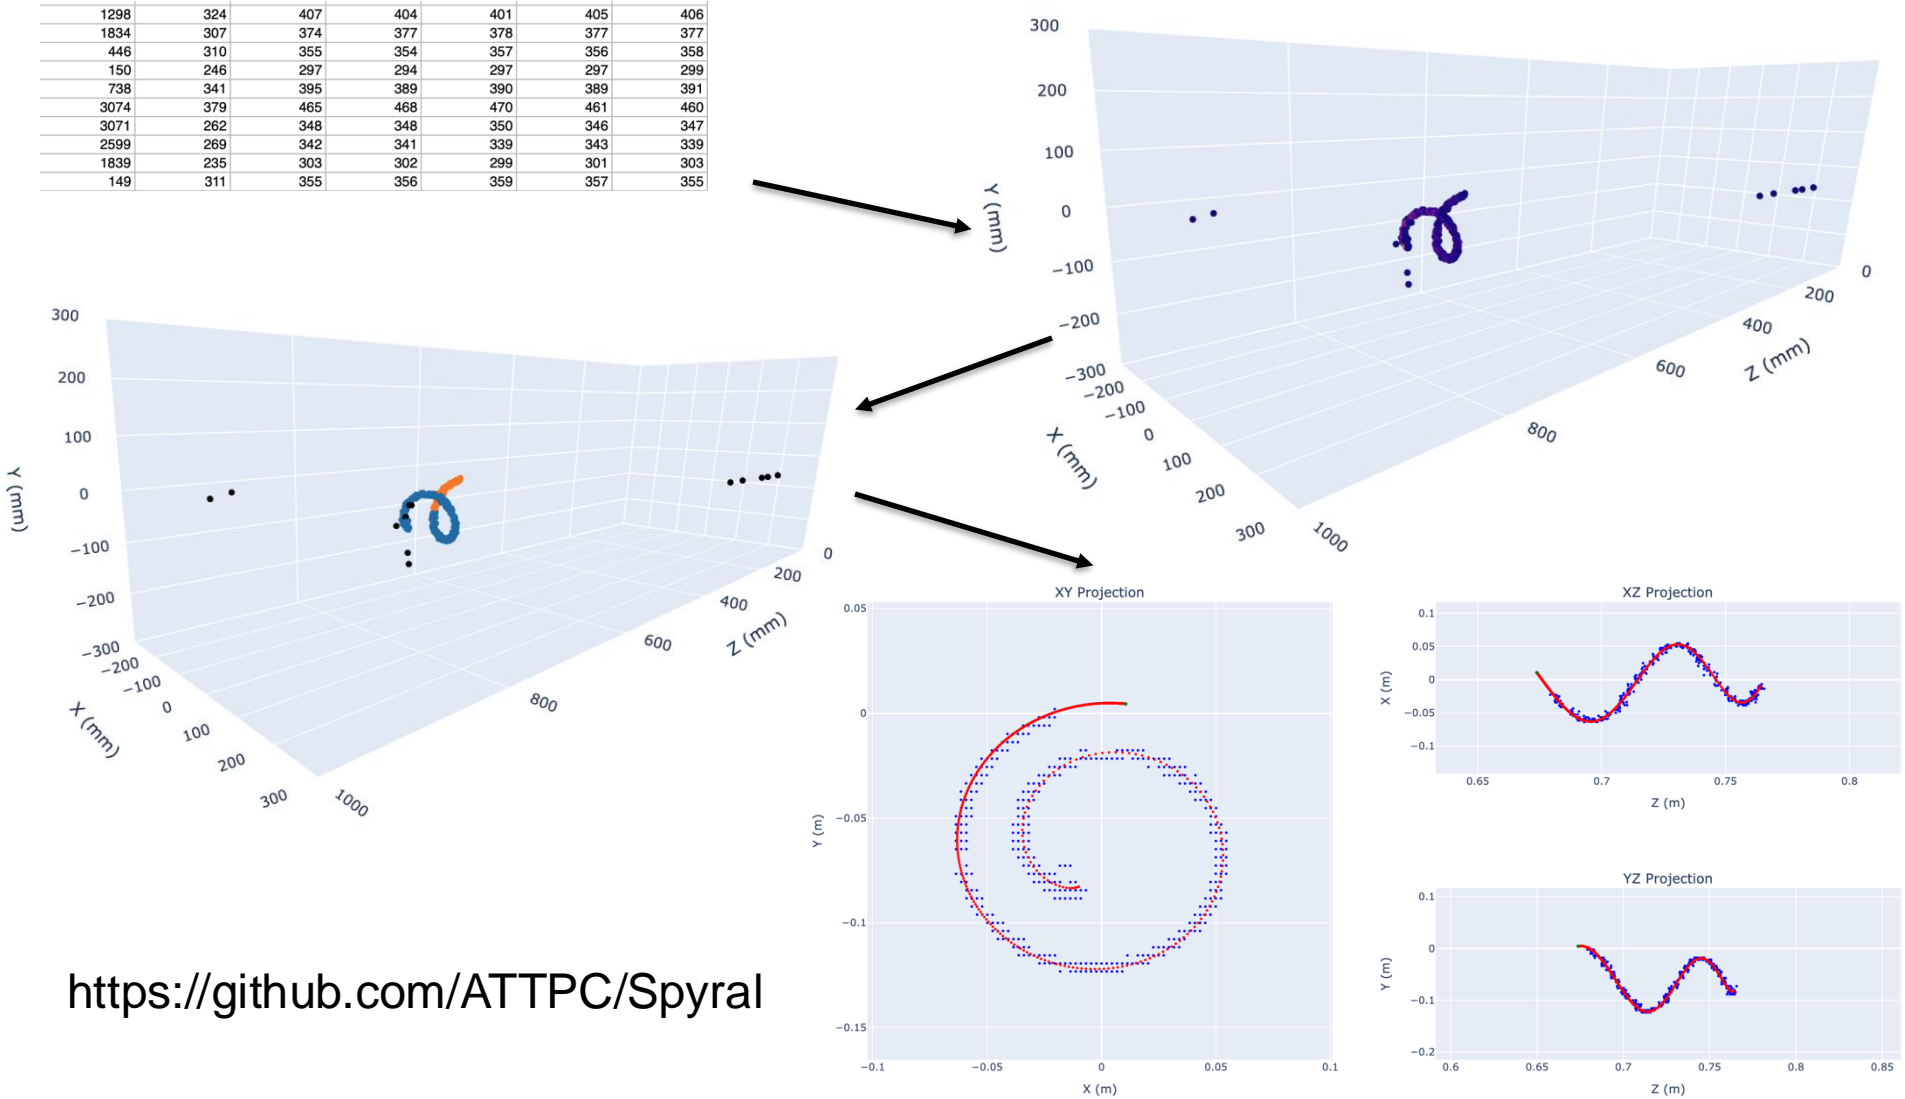 1298 324 407 404 401 405 406
1834 307 374 377 378 377 377
446 310 355 354 357 356 358
150 246 297 294 297 297 299
738 341 395 389 390 389 391
3074 379 465 468 470 461 460
3071 262 348 348 350 346 347
2599 269 342 341 339 343 339
1839 235 303 302 299 301 303
149 311 355 356 359 357 355
300
200
100
0
−100
−200
−300
Y (mm)
−200
−100
0
100
200
300
X (mm)
1000
800
600
400
200
0
Z (mm)
300
200
100
0
−100
−200
−300
Y (mm)
−200
−100
0
100
200
300
X (mm)
1000
800
600
400
200
0
Z (mm)
XY Projection
0.05
0
−0.05
−0.1
−0.15
Y (m)
−0.1 −0.05 0 0.05 0.1
X (m)
XZ Projection
0.1
0.05
0
−0.05
−0.1
X (m)
0.65 0.7 0.75 0.8
Z (m)
YZ Projection
0.1
0
−0.1
−0.2
Y (m)
0.6 0.65 0.7 0.75 0.8 0.85
Z (m)
https://github.com/ATTPC/Spyral